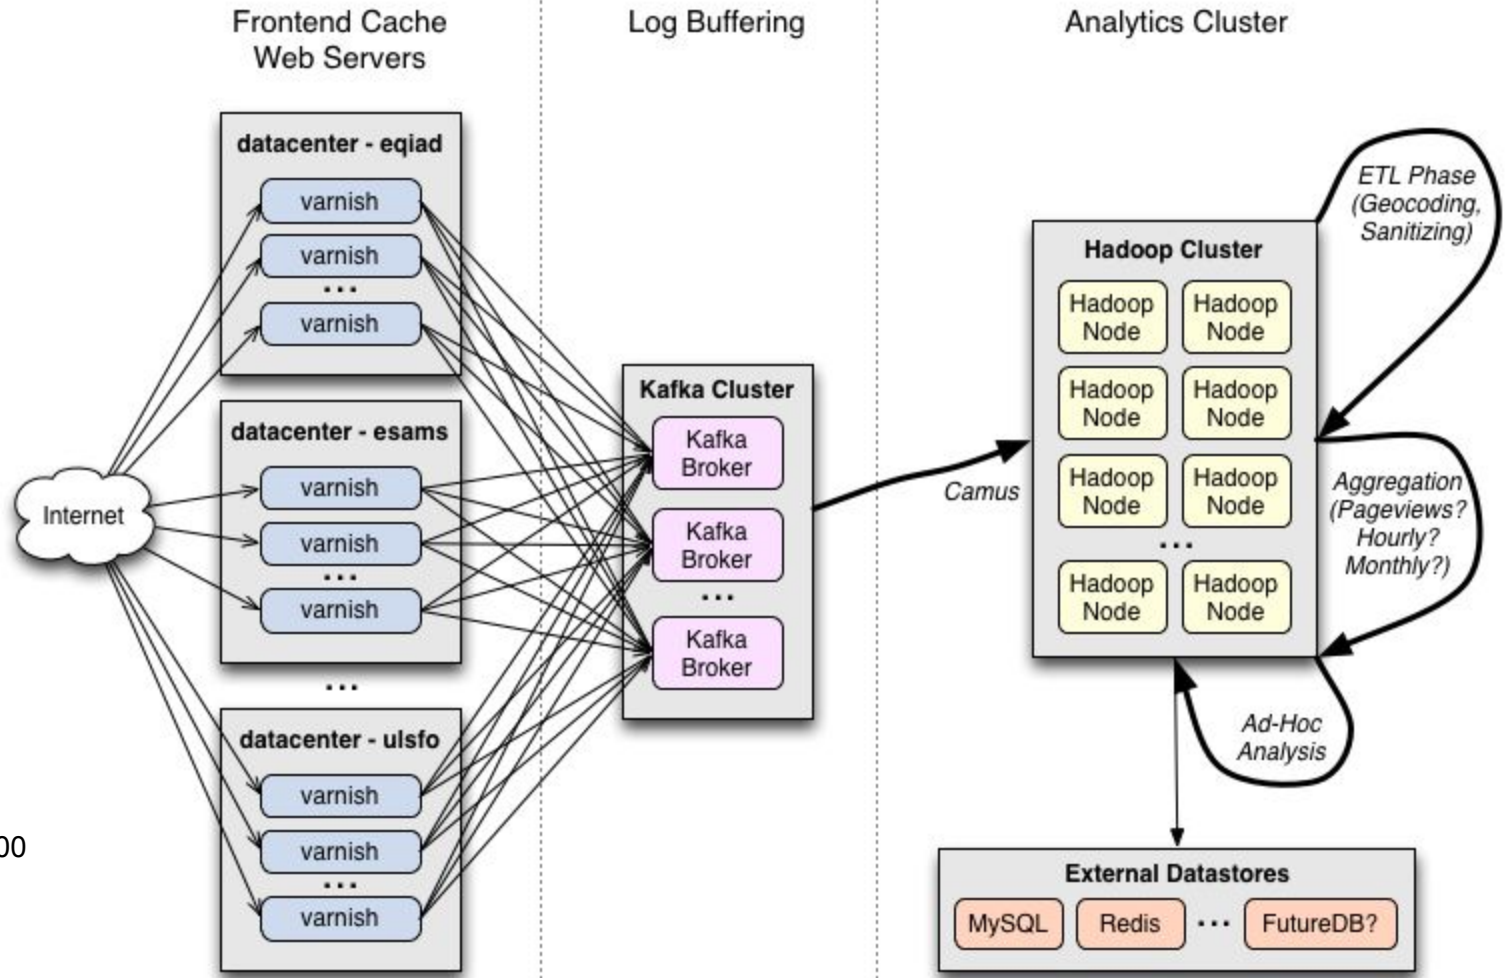 Frontend Cache
Web Servers
Log Buffering
Analytics Cluster
datacenter - eqiad
varnish
varnish
...
varnish
datacenter - esams
varnish
varnish
...
varnish
...
datacenter - ulsfo
varnish
varnish
...
varnish
Internet
00
Kafka Cluster
Kafka
Broker
Kafka
Broker
...
Kafka
Broker
Camus
Hadoop Cluster
Hadoop
Node
Hadoop
Node
Hadoop
Node
Hadoop
Node
Hadoop
Node
Hadoop
Node
...
Hadoop
Node
Hadoop
Node
ETL Phase
(Geocoding,
Sanitizing)
Aggregation
(Pageviews?
Hourly?
Monthly?)
Ad-Hoc
Analysis
External Datastores
MySQL
Redis
...
FutureDB?